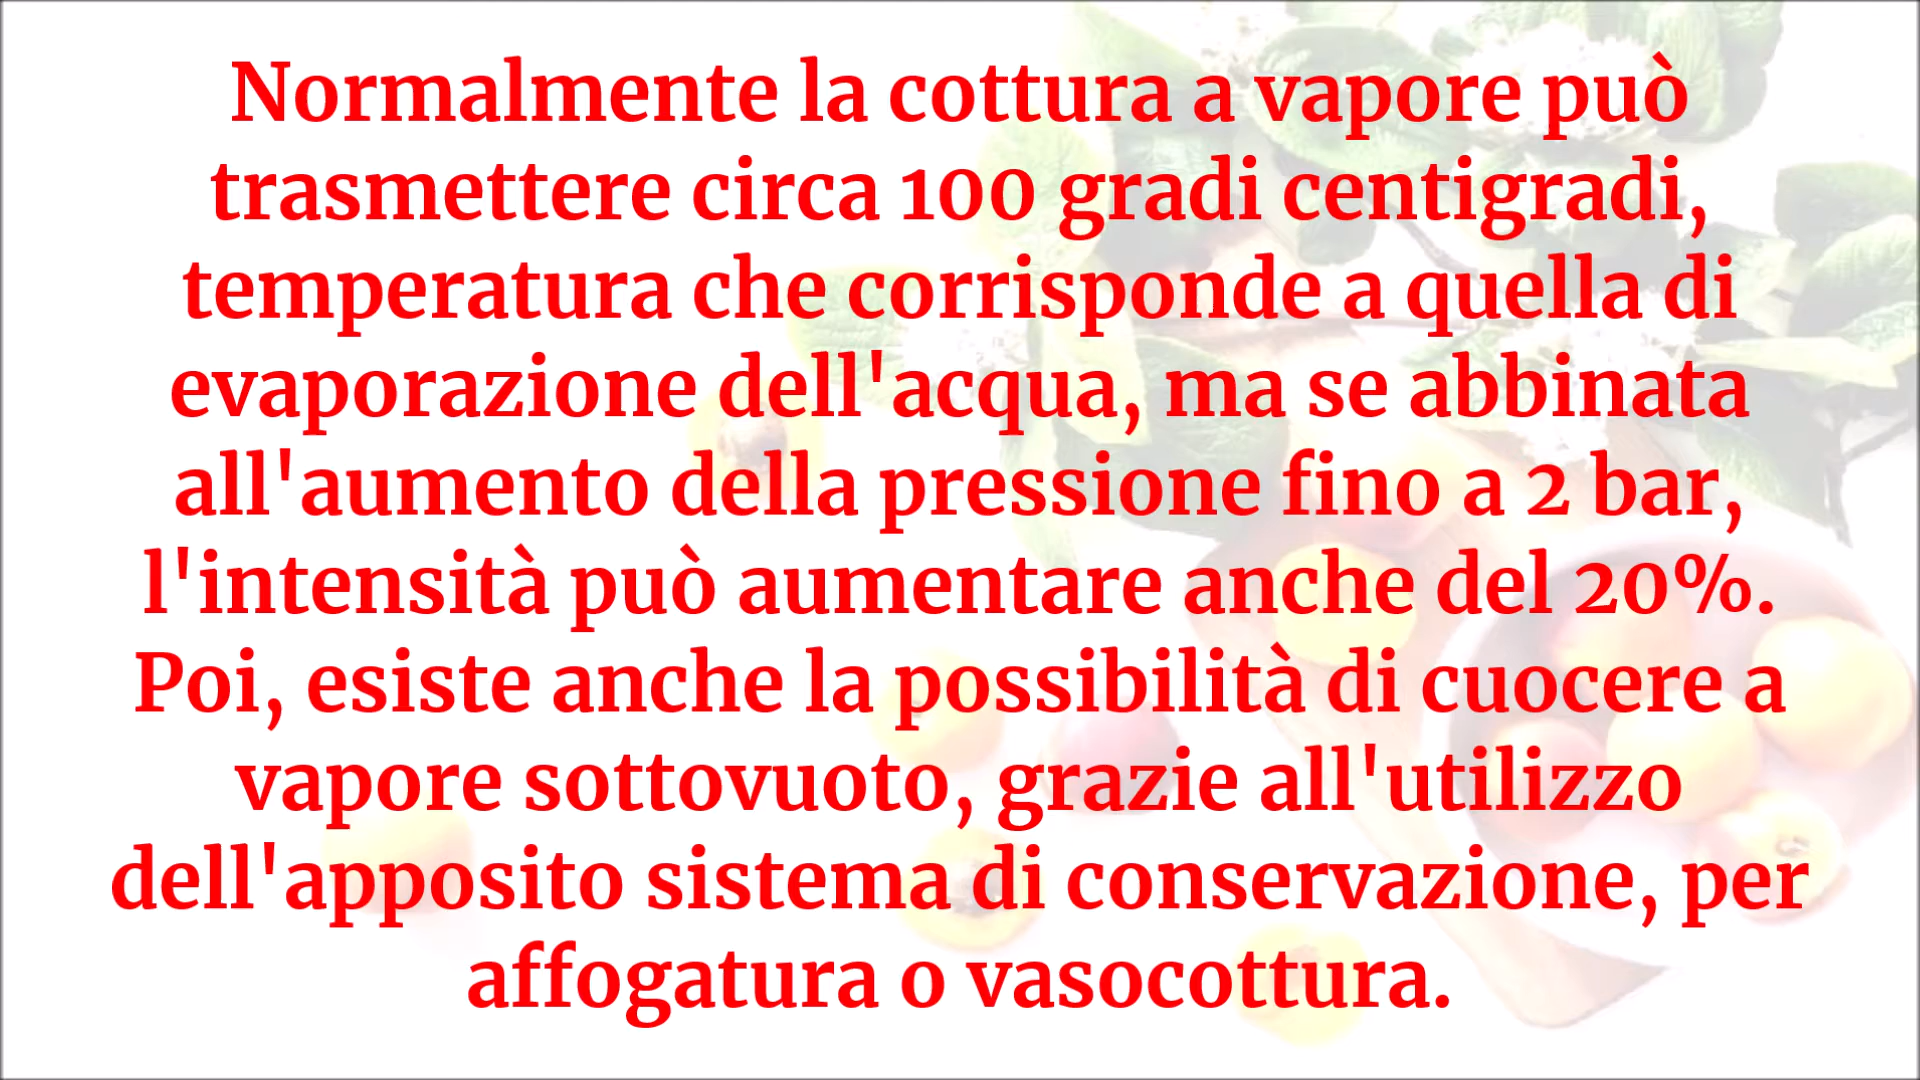 Normalmente la cottura a vapore può
trasmettere circa 100 gradi centigradi,
temperatura che corrisponde a quella di
evaporazione dell'acqua, ma se abbinata
all'aumento della pressione fino a 2 bar,
l'intensità può aumentare anche del 20%.
Poi, esiste anche la possibilità di cuocere a
vapore sottovuoto, grazie all'utilizzo
dell'apposito sistema di conservazione, per
affogatura o vasocottura.